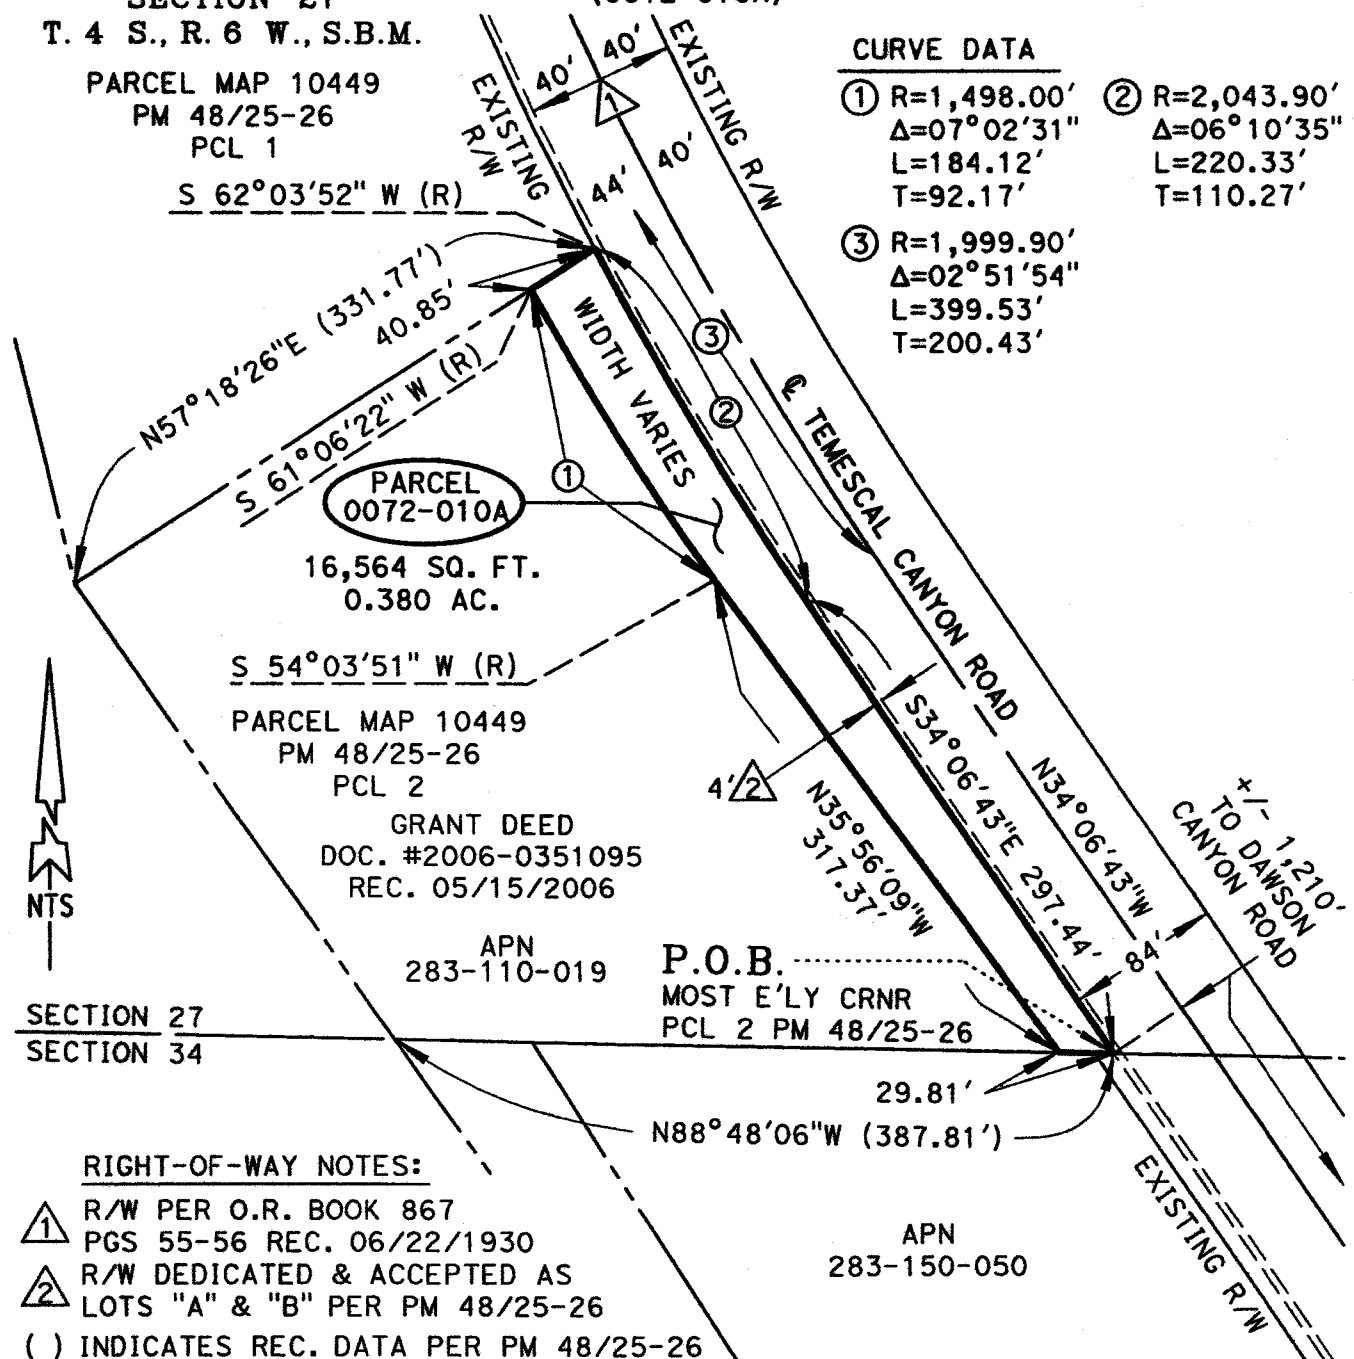 SECTION 27
T. 4 S., R. 6 W., S.B.M.
PARCEL MAP 10449
PM 48/25-26
PCL 1
S 62°03'52" W (R)
N57°18'26"E (331.77')
40.85'
S 61°06'22" W (R)
EXISTING
R/W
40'
40'
1
EXISTING R/W
44'
40'
CURVE DATA
① R=1,498.00'
Δ=07°02'31"
L=184.12'
T=92.17'
② R=2,043.90'
Δ=06°10'35"
L=220.33'
T=110.27'
③ R=1,999.90'
Δ=02°51'54"
L=399.53'
T=200.43'
WIDTH VARIES
③
②
①
℄ TEMESCAL CANYON ROAD
PARCEL
0072-010A
16,564 SQ. FT.
0.380 AC.
S 54°03'51" W (R)
PARCEL MAP 10449
PM 48/25-26
PCL 2
GRANT DEED
DOC. #2006-0351095
REC. 05/15/2006
APN
283-110-019
4' 2
N35°56'09"W
317.37'
S34°06'43"E 297.44'
N34°06'43"W
84'
+/- 1,210'
TO DAWSON
CANYON ROAD
NTS
P.O.B.
MOST E'LY CRNR
PCL 2 PM 48/25-26
SECTION 27
SECTION 34
29.81'
N88°48'06"W (387.81')
EXISTING R/W
APN
283-150-050
RIGHT-OF-WAY NOTES:
1 R/W PER O.R. BOOK 867
PGS 55-56 REC. 06/22/1930
2 R/W DEDICATED & ACCEPTED AS
LOTS "A" & "B" PER PM 48/25-26
( ) INDICATES REC. DATA PER PM 48/25-26